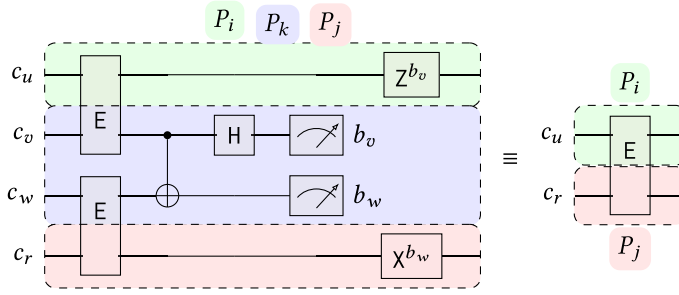 P_i P_k P_j
c_u Z^{b_v}
E
c_v H b_v
c_w E b_w
c_r X^{b_w}
≡
P_i
c_u E
c_r
P_j